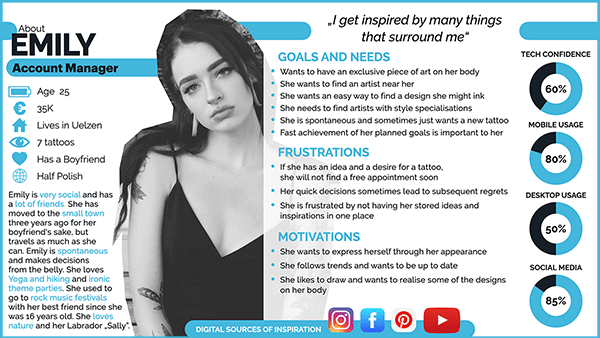 About
EMILY
Account Manager
Age 25
35K
Lives in Uelzen
7 tattoos
Has a Boyfriend
Half Polish
Emily is very social and has
a lot of friends. She has
moved to the small town
three years ago for her
boyfriend's sake, but
travels as much as she
can. Emily is spontaneous
and makes decisions
from the belly. She loves
Yoga and hiking and ironic
theme parties. She used to
go to rock music festivals
with her best friend since she
was 16 years old. She loves
nature and her Labrador „Sally".
„I get inspired by many things
that surround me"
GOALS AND NEEDS
Wants to have an exclusive piece of art on her body
She wants to find an artist near her
She wants an easy way to find a design she might ink
She needs to find artists with style specialisations
She is spontaneous and sometimes just wants a new tattoo
Fast achievement of her planned goals is important to her
FRUSTRATIONS
If she has an idea and a desire for a tattoo,
she will not find a free appointment soon
Her quick decisions sometimes lead to subsequent regrets
She is frustrated by not having her stored ideas and
inspirations in one place
MOTIVATIONS
She wants to express herself through her appearance
She follows trends and wants to be up to date
She likes to draw and wants to realise some of the designs
on her body
DIGITAL SOURCES OF INSPIRATION
TECH CONFIDENCE
60%
MOBILE USAGE
80%
DESKTOP USAGE
50%
SOCIAL MEDIA
85%